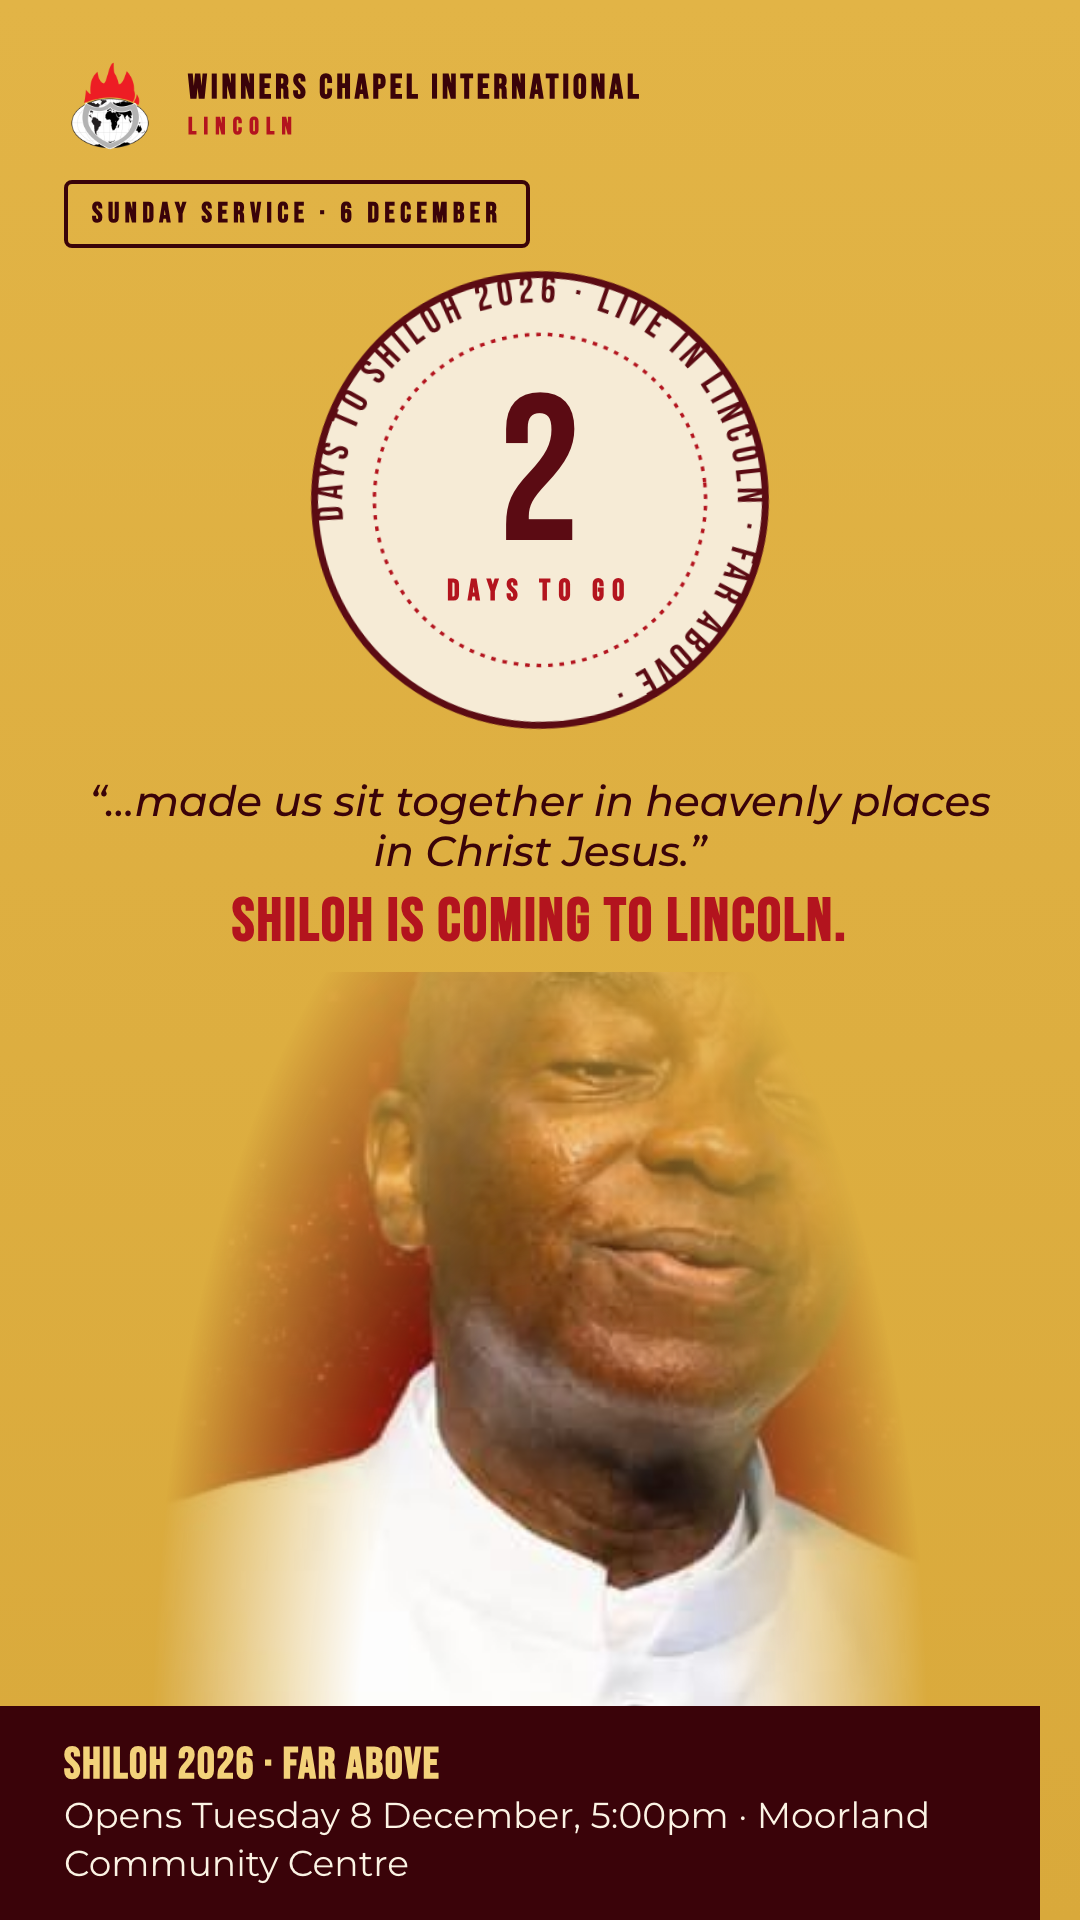 WINNERS CHAPEL INTERNATIONAL
LINCOLN
SUNDAY SERVICE · 6 DECEMBER
DAYS TO SHILOH 2026 · LIVE IN LINCOLN · FAR ABOVE ·
2
DAYS TO GO
“…made us sit together in heavenly places
in Christ Jesus.”
SHILOH IS COMING TO LINCOLN.
SHILOH 2026 · FAR ABOVE
Opens Tuesday 8 December, 5:00pm · Moorland
Community Centre